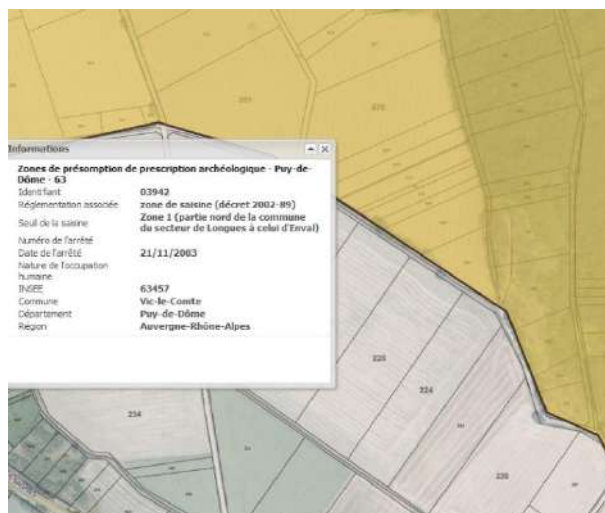 Informations
Zones de présomption de prescription archéologique - Puy-de-
Dôme - 63
Identifiant 03942
Réglementation associée zone de saisine (décret 2002-89)
Seuil de la saisine Zone 1 (partie nord de la commune
du secteur de Longues à celui d'Enval)
Numéro de l'arrêté
Date de l'arrêté 21/11/2003
Nature de l'occupation
humaine
INSEE 63457
Commune Vic-le-Comte
Département Puy-de-Dôme
Région Auvergne-Rhône-Alpes
225
224
234